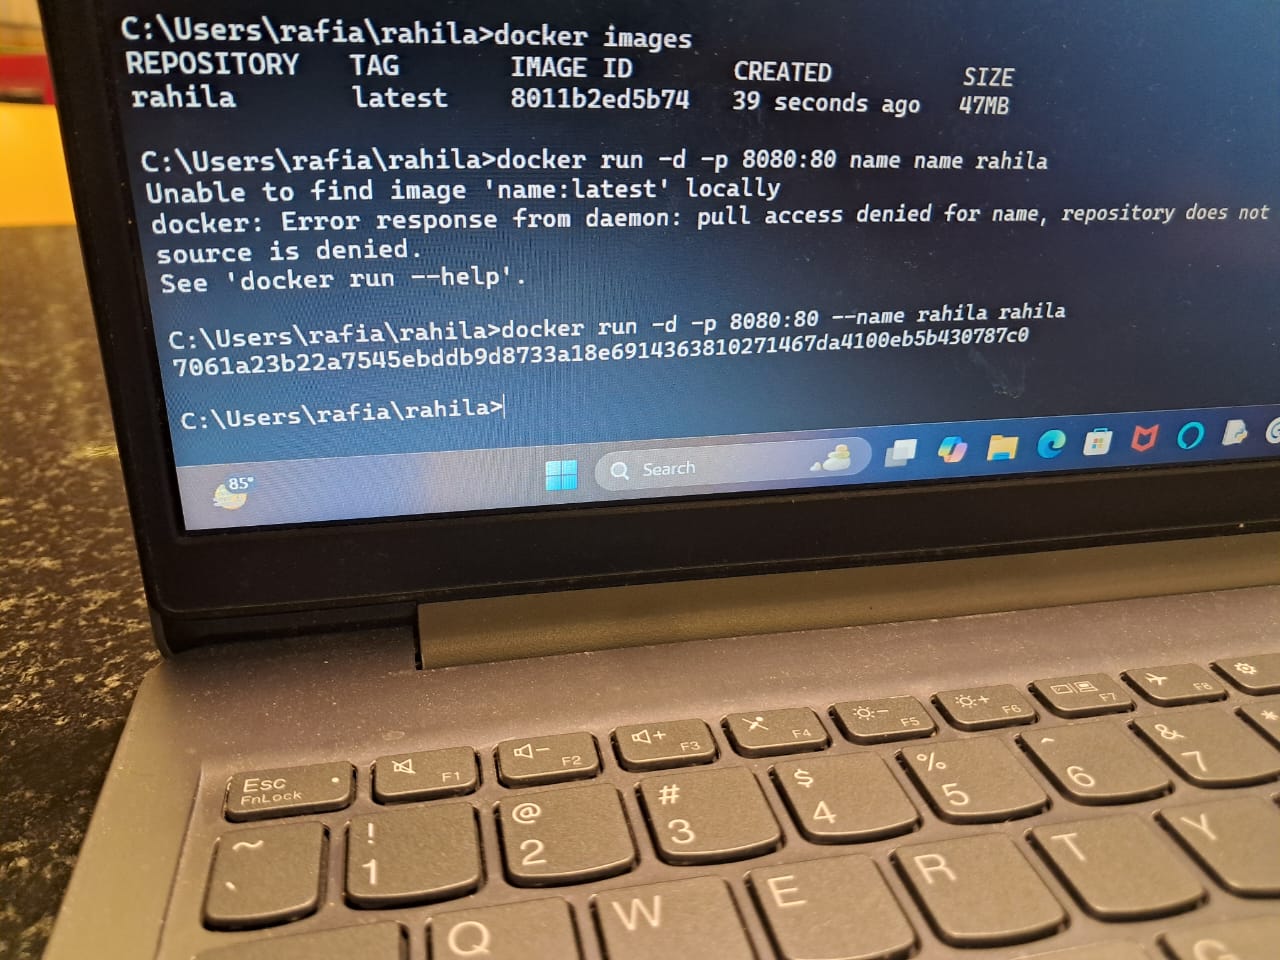 C:\Users\rafia\rahila>docker images
REPOSITORY TAG IMAGE ID CREATED SIZE
rahila latest 8011b2ed5b74 39 seconds ago 47MB
C:\Users\rafia\rahila>docker run -d -p 8080:80 name name rahila
Unable to find image 'name:latest' locally
docker: Error response from daemon: pull access denied for name, repository does not
source is denied.
See 'docker run --help'.
C:\Users\rafia\rahila>docker run -d -p 8080:80 --name rahila rahila
7061a23b22a7545ebddb9d8733a18e6914363810271467da4100eb5b430787c0
C:\Users\rafia\rahila>
85°
Search
Esc F1 F2 F3 F4 F5 F6 F7 F8
FnLock
~ ! @ # $ % ^ & *
` 1 2 3 4 5 6 7
Q W E R T Y
G